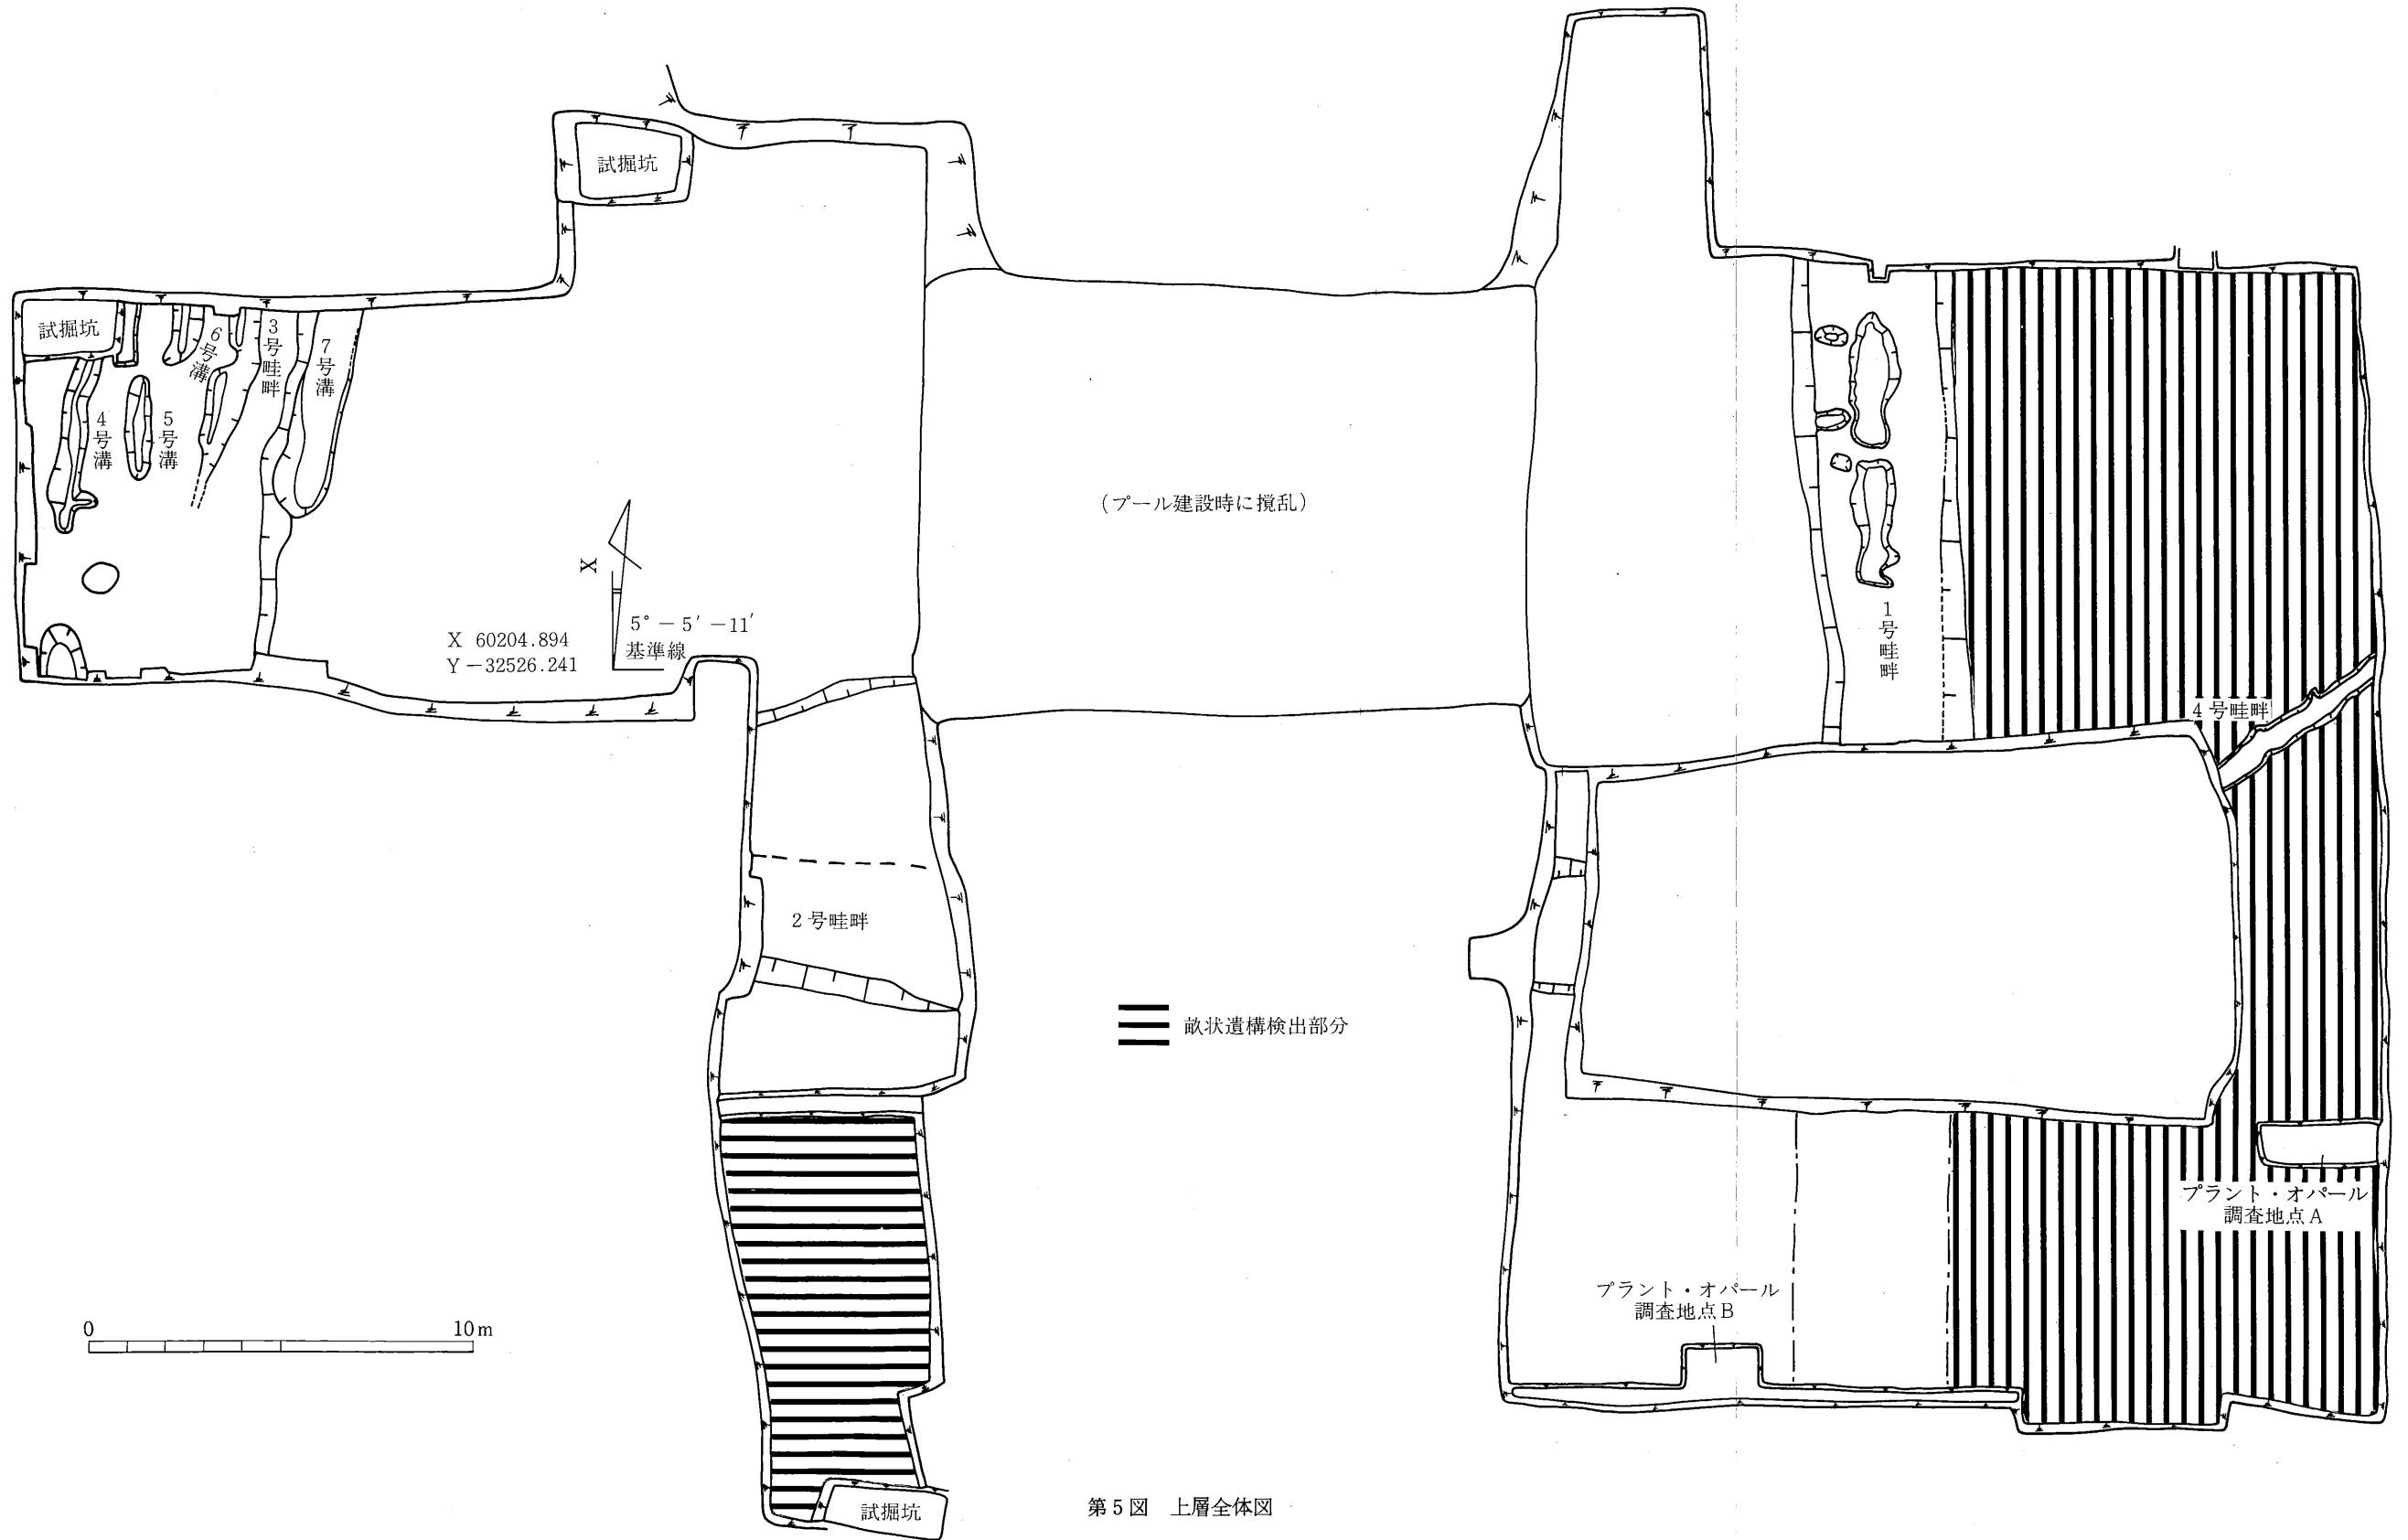 試掘坑
試掘坑
4号溝
5号溝
6号溝
3号畦畔
7号溝
X
5°－5′－11′
基準線
X 60204.894
Y－32526.241
(プール建設時に撹乱)
1号畦畔
4号畦畔
2号畦畔
畝状遺構検出部分
プラント・オパール
調査地点A
プラント・オパール
調査地点B
0
10m
試掘坑
第5図 上層全体図